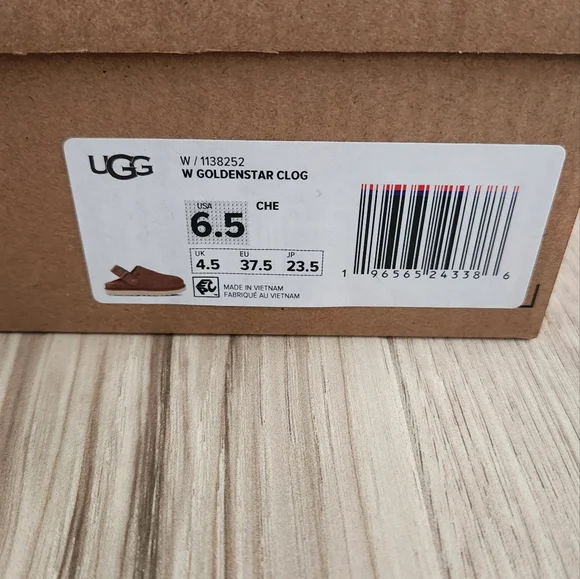 UGG
W / 1138252
W GOLDENSTAR CLOG
USA
6.5
CHE
UK EU JP
4.5 37.5 23.5
MADE IN VIETNAM
FABRIQUÉ AU VIETNAM
1 96565 24338 6